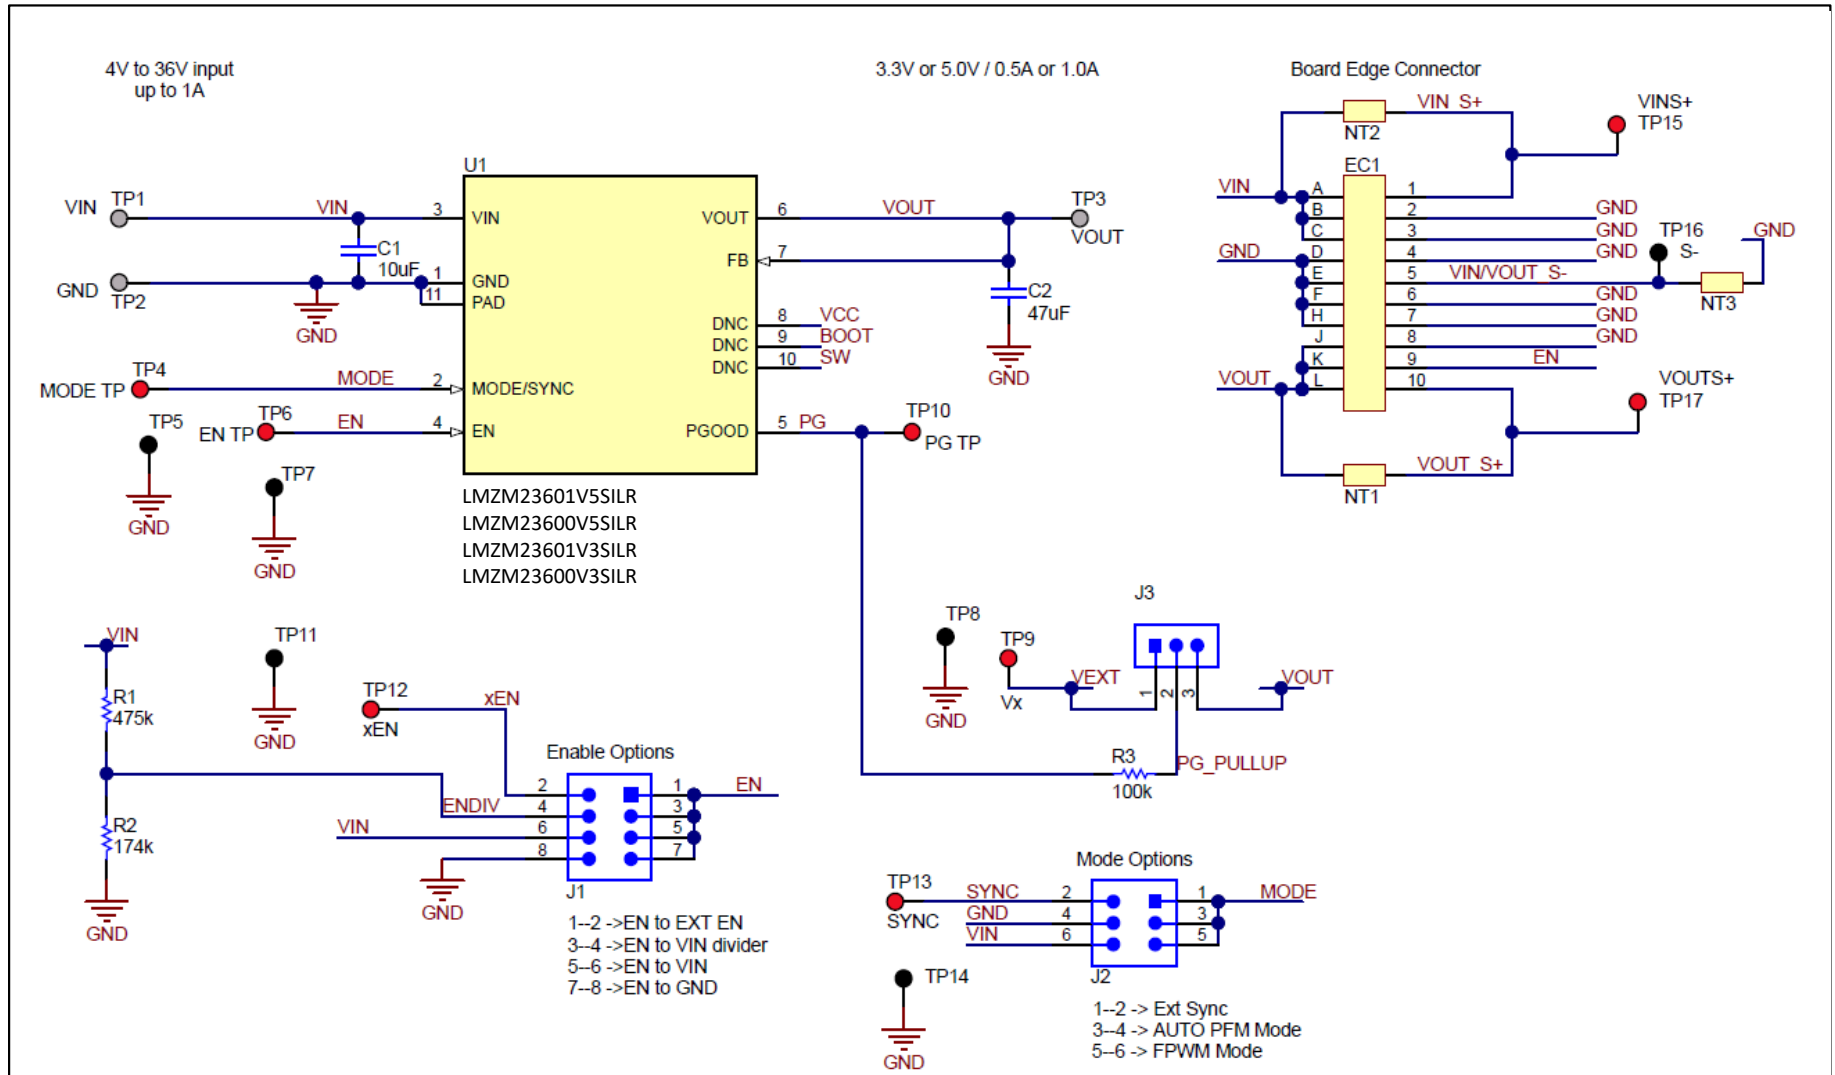 4V to 36V input
up to 1A
3.3V or 5.0V / 0.5A or 1.0A
Board Edge Connector
VIN_S+
NT2
VINS+
TP15
U1
VIN
TP1
VIN
3
VIN
VOUT
6
VOUT
TP3
VOUT
C1
10uF
FB
7
GND
TP2
1
GND
11
PAD
GND
C2
47uF
GND
DNC
8
VCC
DNC
9
BOOT
DNC
10
SW
TP4
MODE TP
MODE
2
MODE/SYNC
TP6
EN TP
EN
4
EN
PGOOD
5
PG
TP10
PG TP
TP5
GND
TP7
GND
LMZM23601V5SILR
LMZM23600V5SILR
LMZM23601V3SILR
LMZM23600V3SILR
EC1
VIN
A
1
B
2
GND
C
3
GND
GND
D
4
GND
E
5
VIN/VOUT_S-
F
6
GND
H
7
GND
J
8
GND
K
9
EN
VOUT
L
10
TP16
S-
GND
NT3
VOUTS+
TP17
VOUT_S+
NT1
VIN
R1
475k
R2
174k
GND
TP11
GND
TP12
xEN
xEN
Enable Options
2
1
EN
ENDIV
4
3
VIN
6
5
8
7
GND
J1
1--2 ->EN to EXT EN
3--4 ->EN to VIN divider
5--6 ->EN to VIN
7--8 ->EN to GND
TP8
GND
TP9
Vx
VEXT
J3
1
2
3
VOUT
R3
100k
PG_PULLUP
Mode Options
TP13
SYNC
SYNC
2
1
MODE
GND
4
3
VIN
6
5
J2
TP14
GND
1--2 -> Ext Sync
3--4 -> AUTO PFM Mode
5--6 -> FPWM Mode